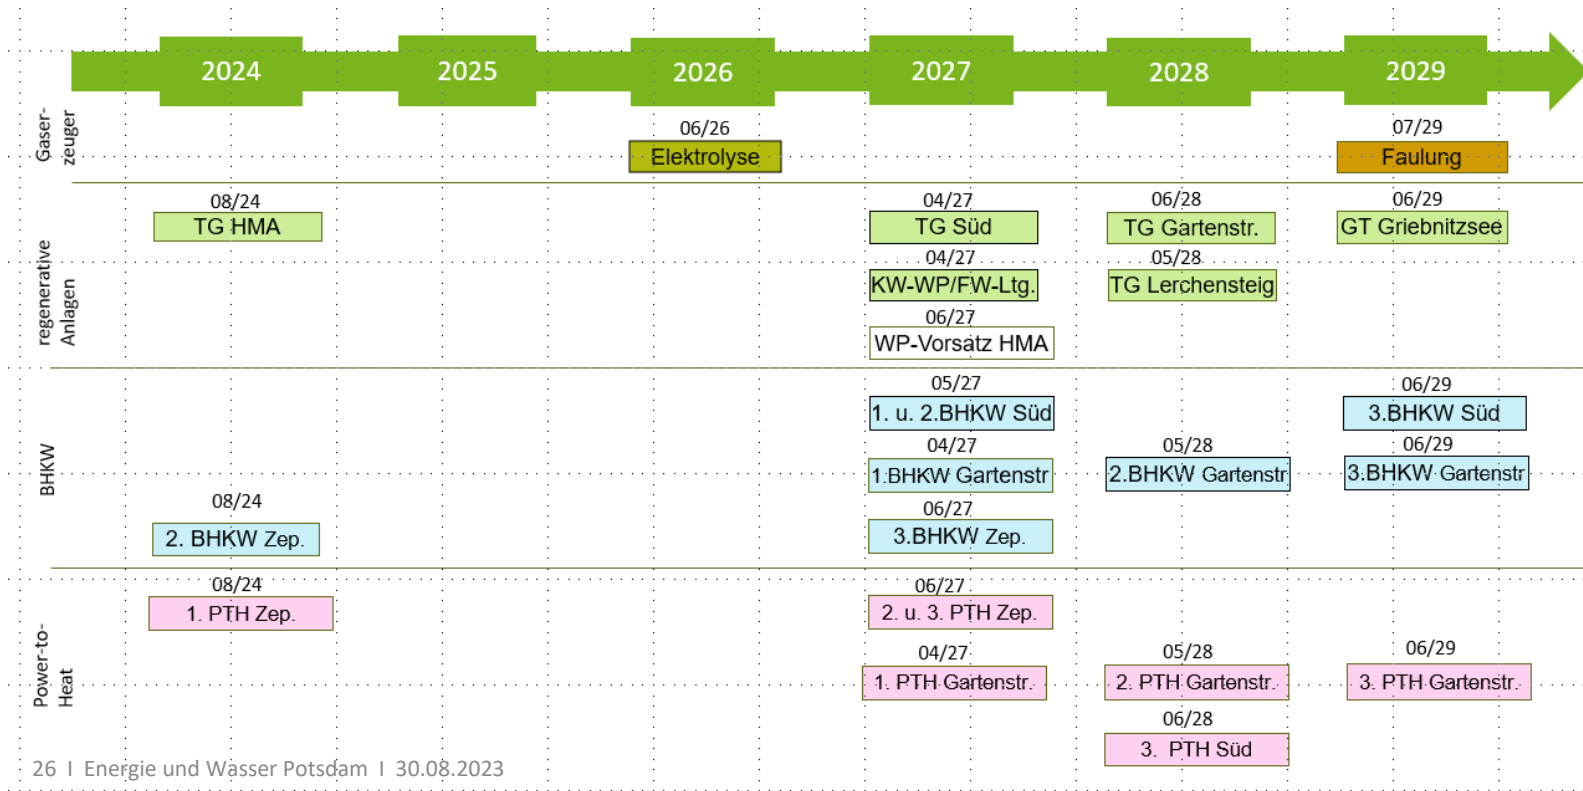 2024 2025 2026 2027 2028 2029
Gaser-
zeuger
06/26 07/29
Elektrolyse Faulung
regenerative
Anlagen
08/24 04/27 06/28 06/29
TG HMA TG Süd TG Gartenstr. GT Griebnitzsee
04/27 05/28
KW-WP/FW-Ltg. TG Lerchensteig
06/27
WP-Vorsatz HMA
BHKW
05/27 06/29
1. u. 2.BHKW Süd 3.BHKW Süd
04/27 05/28 06/29
1.BHKW Gartenstr 2.BHKW Gartenstr 3.BHKW Gartenstr
08/24 06/27
2. BHKW Zep. 3.BHKW Zep.
Power-to-
Heat
08/24 06/27
1. PTH Zep. 2. u. 3. PTH Zep.
04/27 05/28 06/29
1. PTH Gartenstr. 2. PTH Gartenstr. 3. PTH Gartenstr.
06/28
3. PTH Süd
26 I Energie und Wasser Potsdam I 30.08.2023